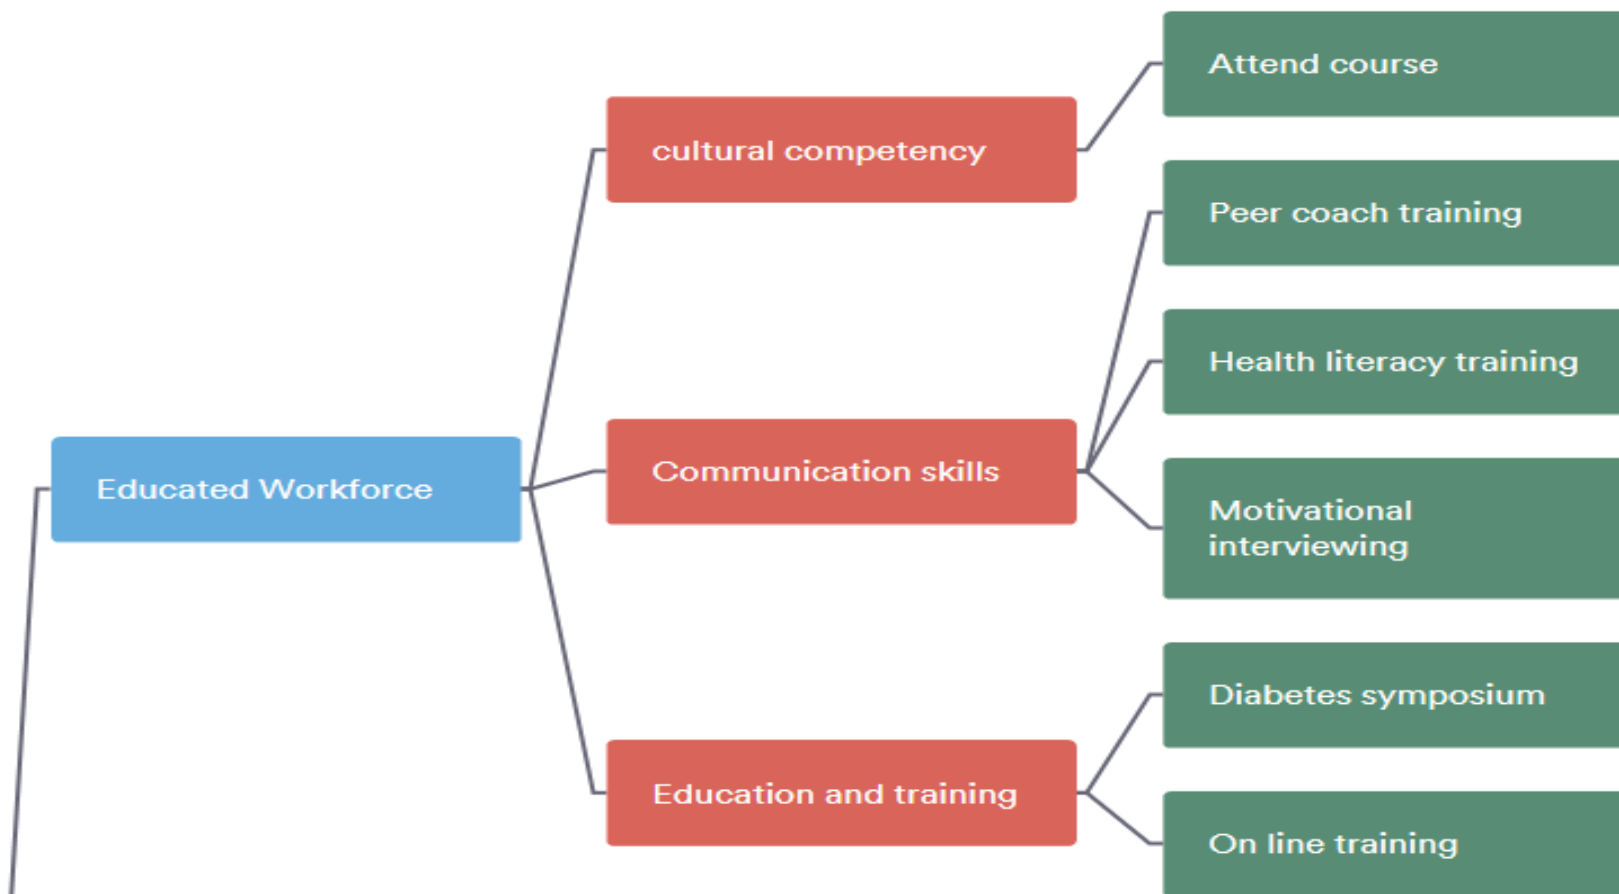 Attend course
cultural competency
Peer coach training
Health literacy training
Communication skills
Educated Workforce
Motivational
interviewing
Diabetes symposium
Education and training
On line training